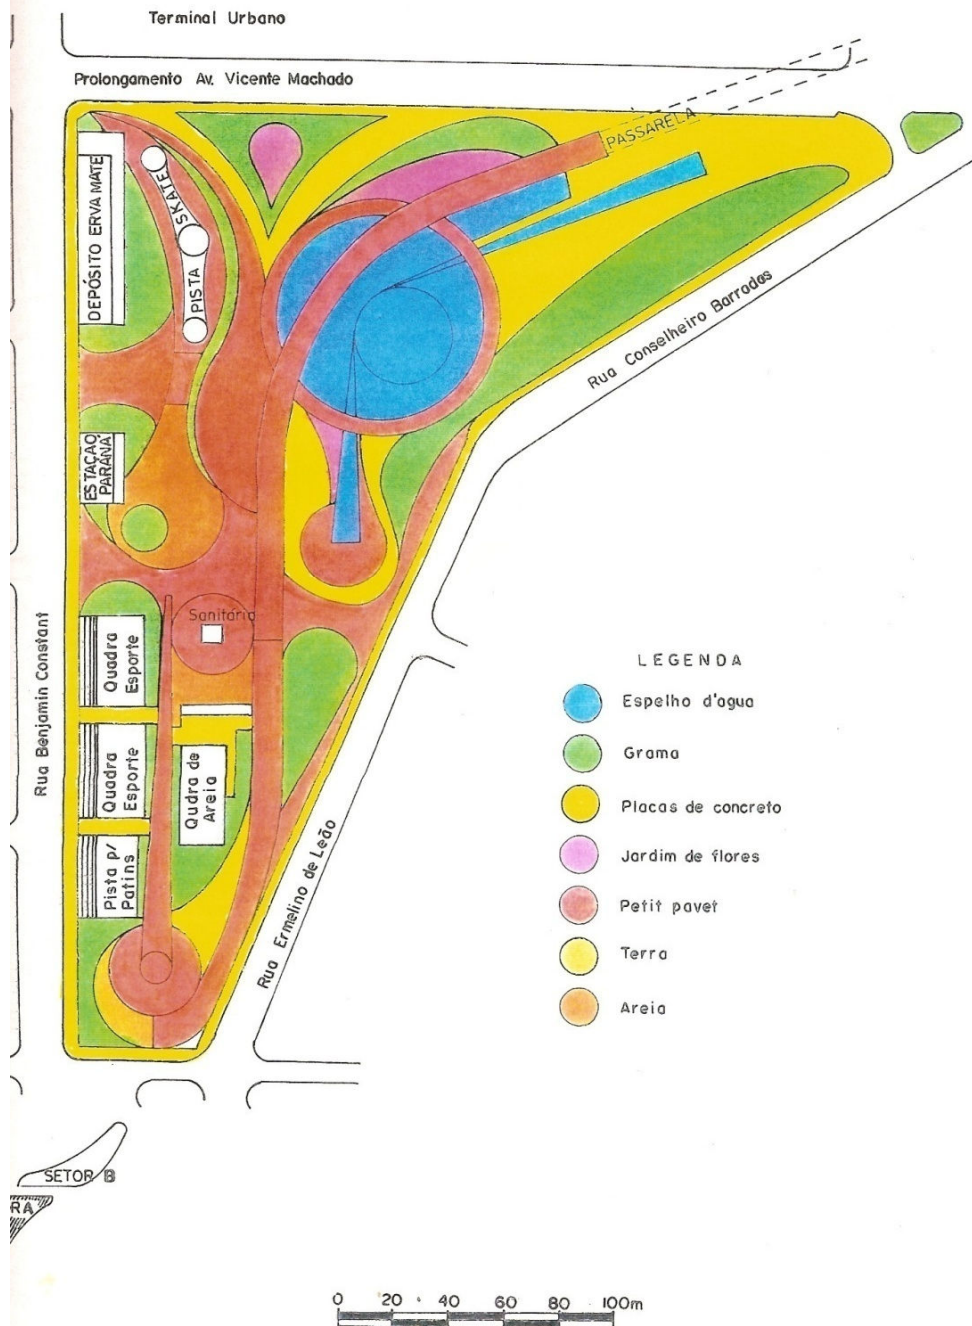 Terminal Urbano
Prolongamento Av. Vicente Machado
PASSARELA
DEPÓSITO ERVA MATE
SKATE
PISTA
Rua Conselheiro Barradas
ESTAÇÃO
PARANÁ
Sanitário
Rua Benjamin Constant
Quadra
Esporte
Quadra
Esporte
Qudra de
Areia
Pista p/
Patins
Rua Ermelino de Leão
LEGENDA
Espelho d'agua
Grama
Placas de concreto
Jardim de flores
Petit pavet
Terra
Areia
SETOR B
RA
0 20 40 60 80 100m